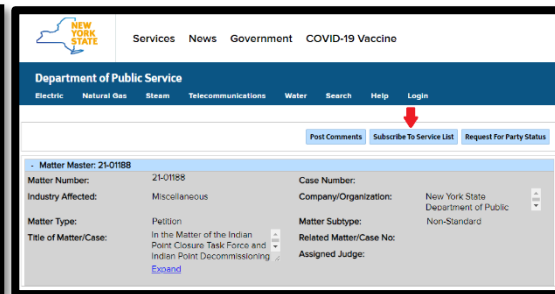 NEW
YORK
STATE
Services News Government COVID-19 Vaccine
Department of Public Service
Electric Natural Gas Steam Telecommunications Water Search Help Login
Post Comments Subscribe To Service List Request For Party Status
- Matter Master: 21-01188
Matter Number: 21-01188 Case Number:
Industry Affected: Miscellaneous Company/Organization: New York State
Department of Public
Matter Type: Petition Matter Subtype: Non-Standard
Title of Matter/Case: In the Matter of the Indian Related Matter/Case No:
Point Closure Task Force and
Indian Point Decommissioning Assigned Judge:
Expand